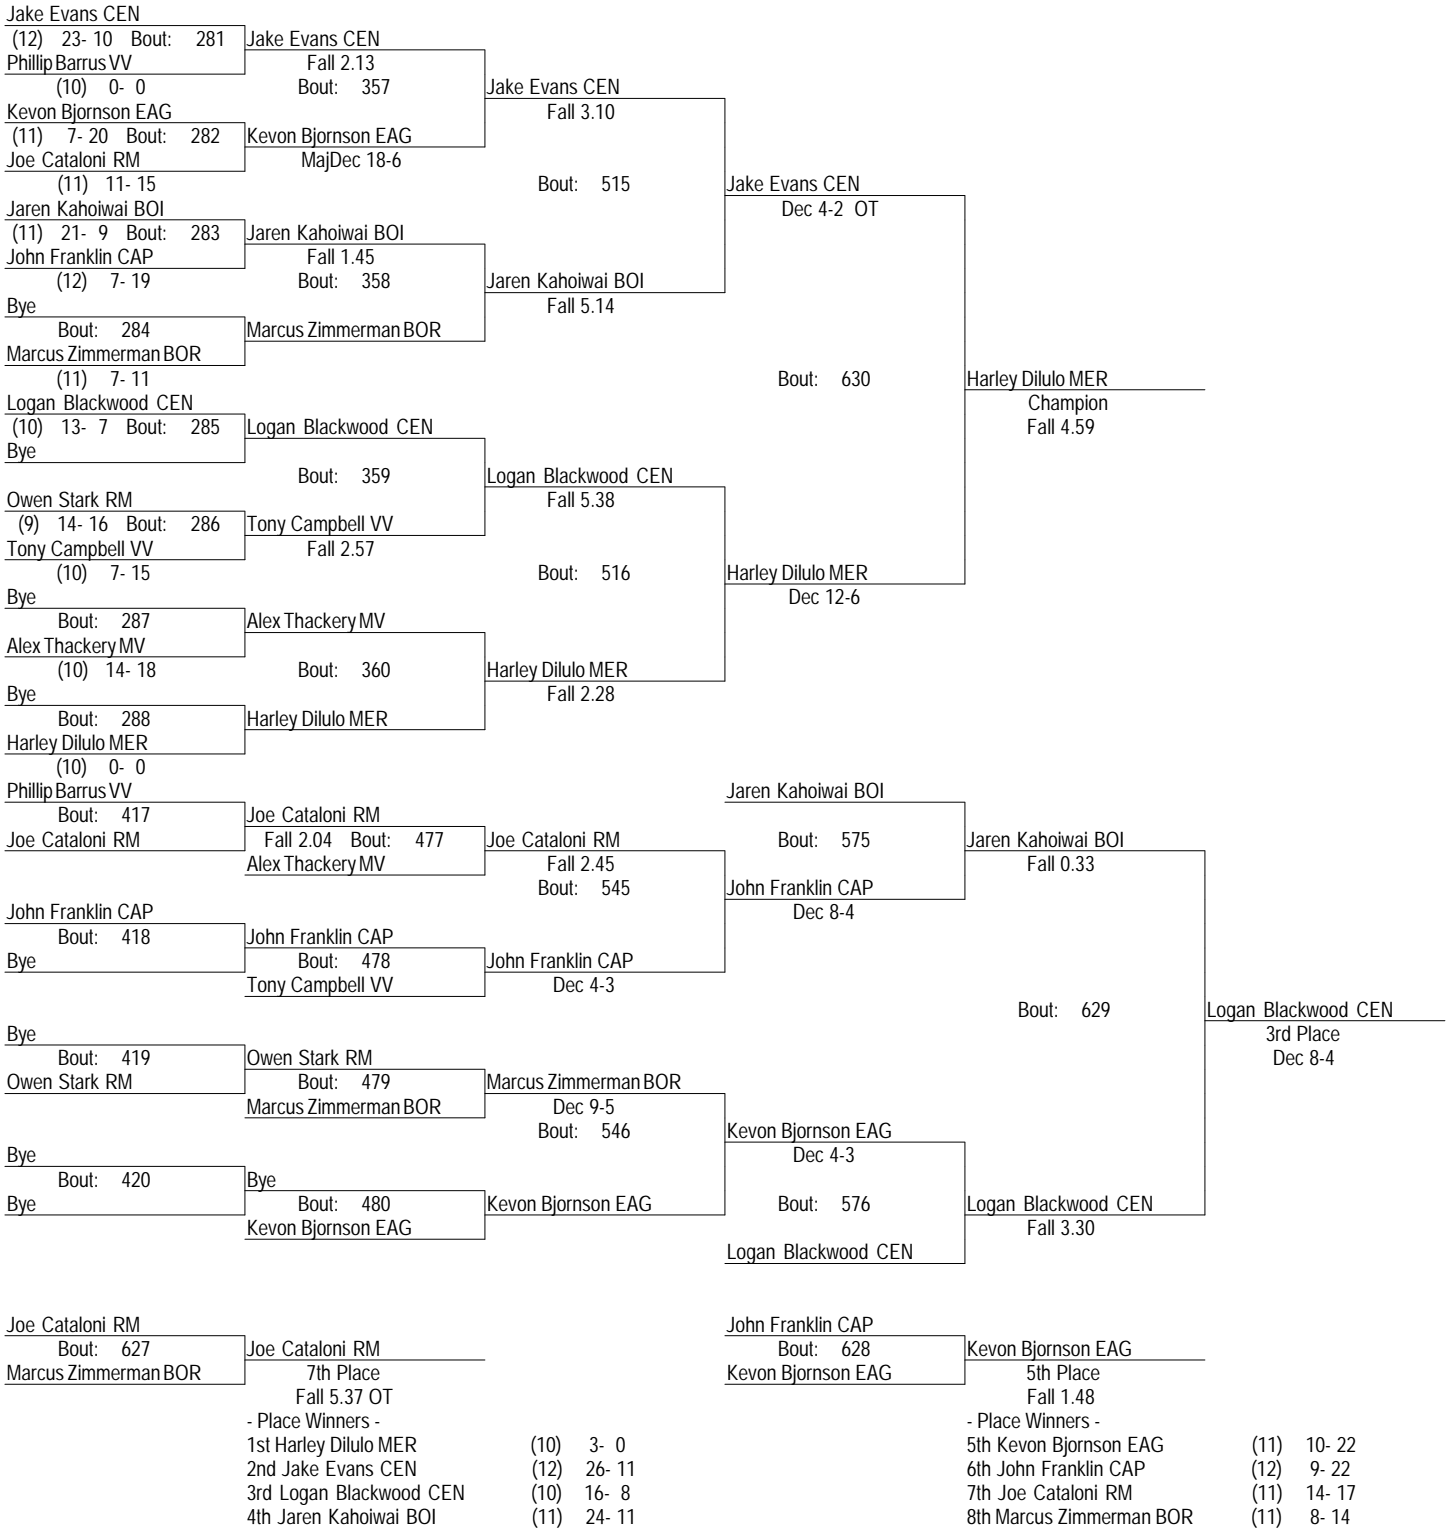 Jake Evans CEN
(12) 23- 10 Bout: 281 Jake Evans CEN
Phillip Barrus VV Fall 2.13
(10) 0- 0 Bout: 357 Jake Evans CEN
Kevon Bjornson EAG Fall 3.10
(11) 7- 20 Bout: 282 Kevon Bjornson EAG
Joe Cataloni RM MajDec 18-6
(11) 11- 15 Bout: 515 Jake Evans CEN
Jaren Kahoiwai BOI Dec 4-2 OT
(11) 21- 9 Bout: 283 Jaren Kahoiwai BOI
John Franklin CAP Fall 1.45
(12) 7- 19 Bout: 358 Jaren Kahoiwai BOI
Bye Fall 5.14
Bout: 284 Marcus Zimmerman BOR
Marcus Zimmerman BOR
(11) 7- 11 Bout: 630 Harley Dilulo MER
Logan Blackwood CEN Champion
(10) 13- 7 Bout: 285 Logan Blackwood CEN Fall 4.59
Bye
Bout: 359 Logan Blackwood CEN
Owen Stark RM Fall 5.38
(9) 14- 16 Bout: 286 Tony Campbell VV
Tony Campbell VV Fall 2.57
(10) 7- 15 Bout: 516 Harley Dilulo MER
Bye Dec 12-6
Bout: 287 Alex Thackery MV
Alex Thackery MV
(10) 14- 18 Bout: 360 Harley Dilulo MER
Bye Fall 2.28
Bout: 288 Harley Dilulo MER
Harley Dilulo MER
(10) 0- 0
Phillip Barrus VV Jaren Kahoiwai BOI
Bout: 417 Joe Cataloni RM
Joe Cataloni RM Fall 2.04 Bout: 477 Joe Cataloni RM Bout: 575 Jaren Kahoiwai BOI
Alex Thackery MV Fall 2.45 Fall 0.33
Bout: 545 John Franklin CAP
John Franklin CAP Dec 8-4
Bout: 418 John Franklin CAP
Bye Bout: 478 John Franklin CAP
Tony Campbell VV Dec 4-3
Bout: 629 Logan Blackwood CEN
Bye 3rd Place
Bout: 419 Owen Stark RM Dec 8-4
Owen Stark RM Bout: 479 Marcus Zimmerman BOR
Marcus Zimmerman BOR Dec 9-5
Bout: 546 Kevon Bjornson EAG
Bye Dec 4-3
Bout: 420 Bye
Bye Bout: 480 Kevon Bjornson EAG Bout: 576 Logan Blackwood CEN
Kevon Bjornson EAG Fall 3.30
Logan Blackwood CEN
Joe Cataloni RM John Franklin CAP
Bout: 627 Joe Cataloni RM Bout: 628 Kevon Bjornson EAG
Marcus Zimmerman BOR 7th Place Kevon Bjornson EAG 5th Place
Fall 5.37 OT Fall 1.48
- Place Winners - - Place Winners -
1st Harley Dilulo MER (10) 3- 0 5th Kevon Bjornson EAG (11) 10- 22
2nd Jake Evans CEN (12) 26- 11 6th John Franklin CAP (12) 9- 22
3rd Logan Blackwood CEN (10) 16- 8 7th Joe Cataloni RM (11) 14- 17
4th Jaren Kahoiwai BOI (11) 24- 11 8th Marcus Zimmerman BOR (11) 8- 14